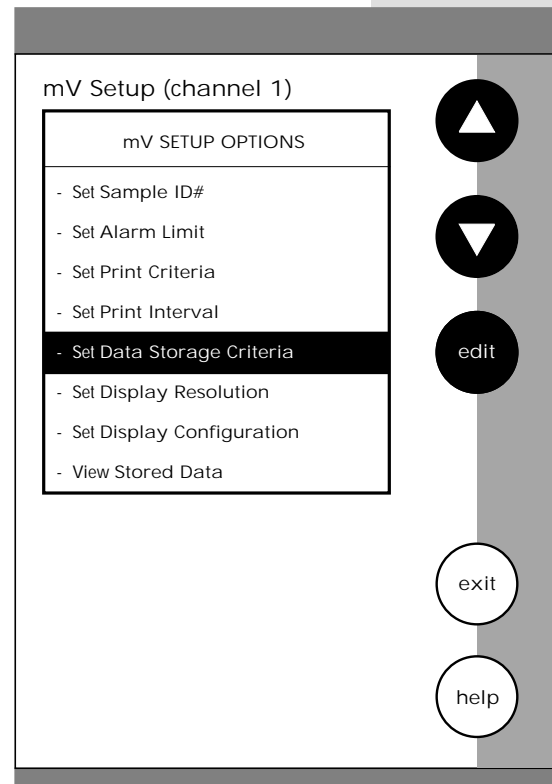 mV Setup (channel 1)
mV SETUP OPTIONS
- Set Sample ID#
- Set Alarm Limit
- Set Print Criteria
- Set Print Interval
- Set Data Storage Criteria
- Set Display Resolution
- Set Display Configuration
- View Stored Data
edit
exit
help